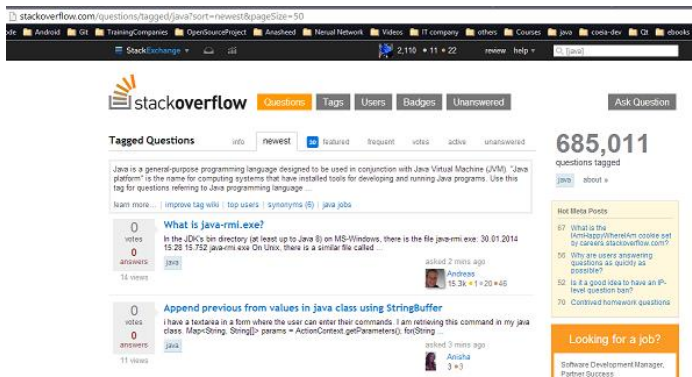 stackoverflow.com/questions/tagged/java?sort=newest&pageSize=50
ode Android Git TrainingCompanies OpenSourceProject Anasheed Nerual Network Videos IT company others Courses java coeia-dev Qt ebooks
StackExchange 2,110 • 11 • 22 review help [java]
stackoverflow Questions Tags Users Badges Unanswered Ask Question
Tagged Questions info newest 30 featured frequent votes active unanswered
685,011
questions tagged
java about »
Java is a general-purpose programming language designed to be used in conjunction with Java Virtual Machine (JVM). "Java
platform" is the name for computing systems that have installed tools for developing and running Java programs. Use this
tag for questions referring to Java programming language ...
learn more... | improve tag wiki | top users | synonyms (6) | java jobs
0
votes
0
answers
14 views
What is java-rmi.exe?
In the JDK's bin directory (at least up to Java 8) on MS-Windows, there is the file java-rmi exe: 30.01.2014
15:28 15.752 java-rmi exe On Unix, there is a similar file called ...
java
asked 2 mins ago
Andreas
15.3k •1 •20 •46
0
votes
0
answers
11 views
Append previous from values in java class using StringBuffer
i have a textarea in a form where the user can enter their commands. I am retrieving this command in my java
class. Map<String, String[]> params = ActionContext.getParameters(); for(String ...
java
asked 3 mins ago
Anisha
3 •3
Hot Meta Posts
67 What is the
IAmHappyWhereIAm cookie set
by careers.stackoverflow.com?
56 Why are users answering
questions as quickly as
possible?
52 Is it a good idea to have an IP-
level question ban?
70 Contrived homework questions
Looking for a job?
Software Development Manager,
Partner Success